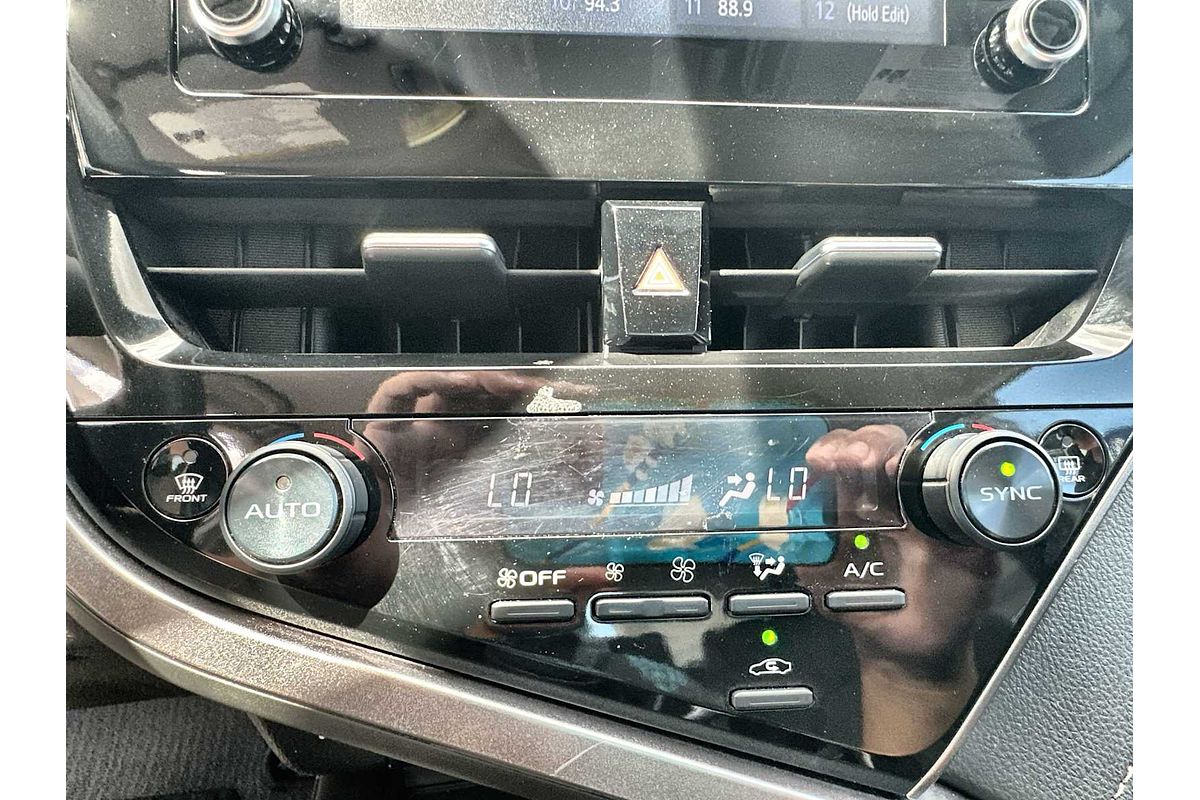 10 94.3 11 88.9 12 (Hold Edit)
FRONT
AUTO
LO
LO
SYNC
REAR
OFF
A/C